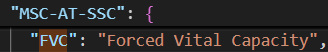 "MSC-AT-SSC": {
"FVC": "Forced Vital Capacity",